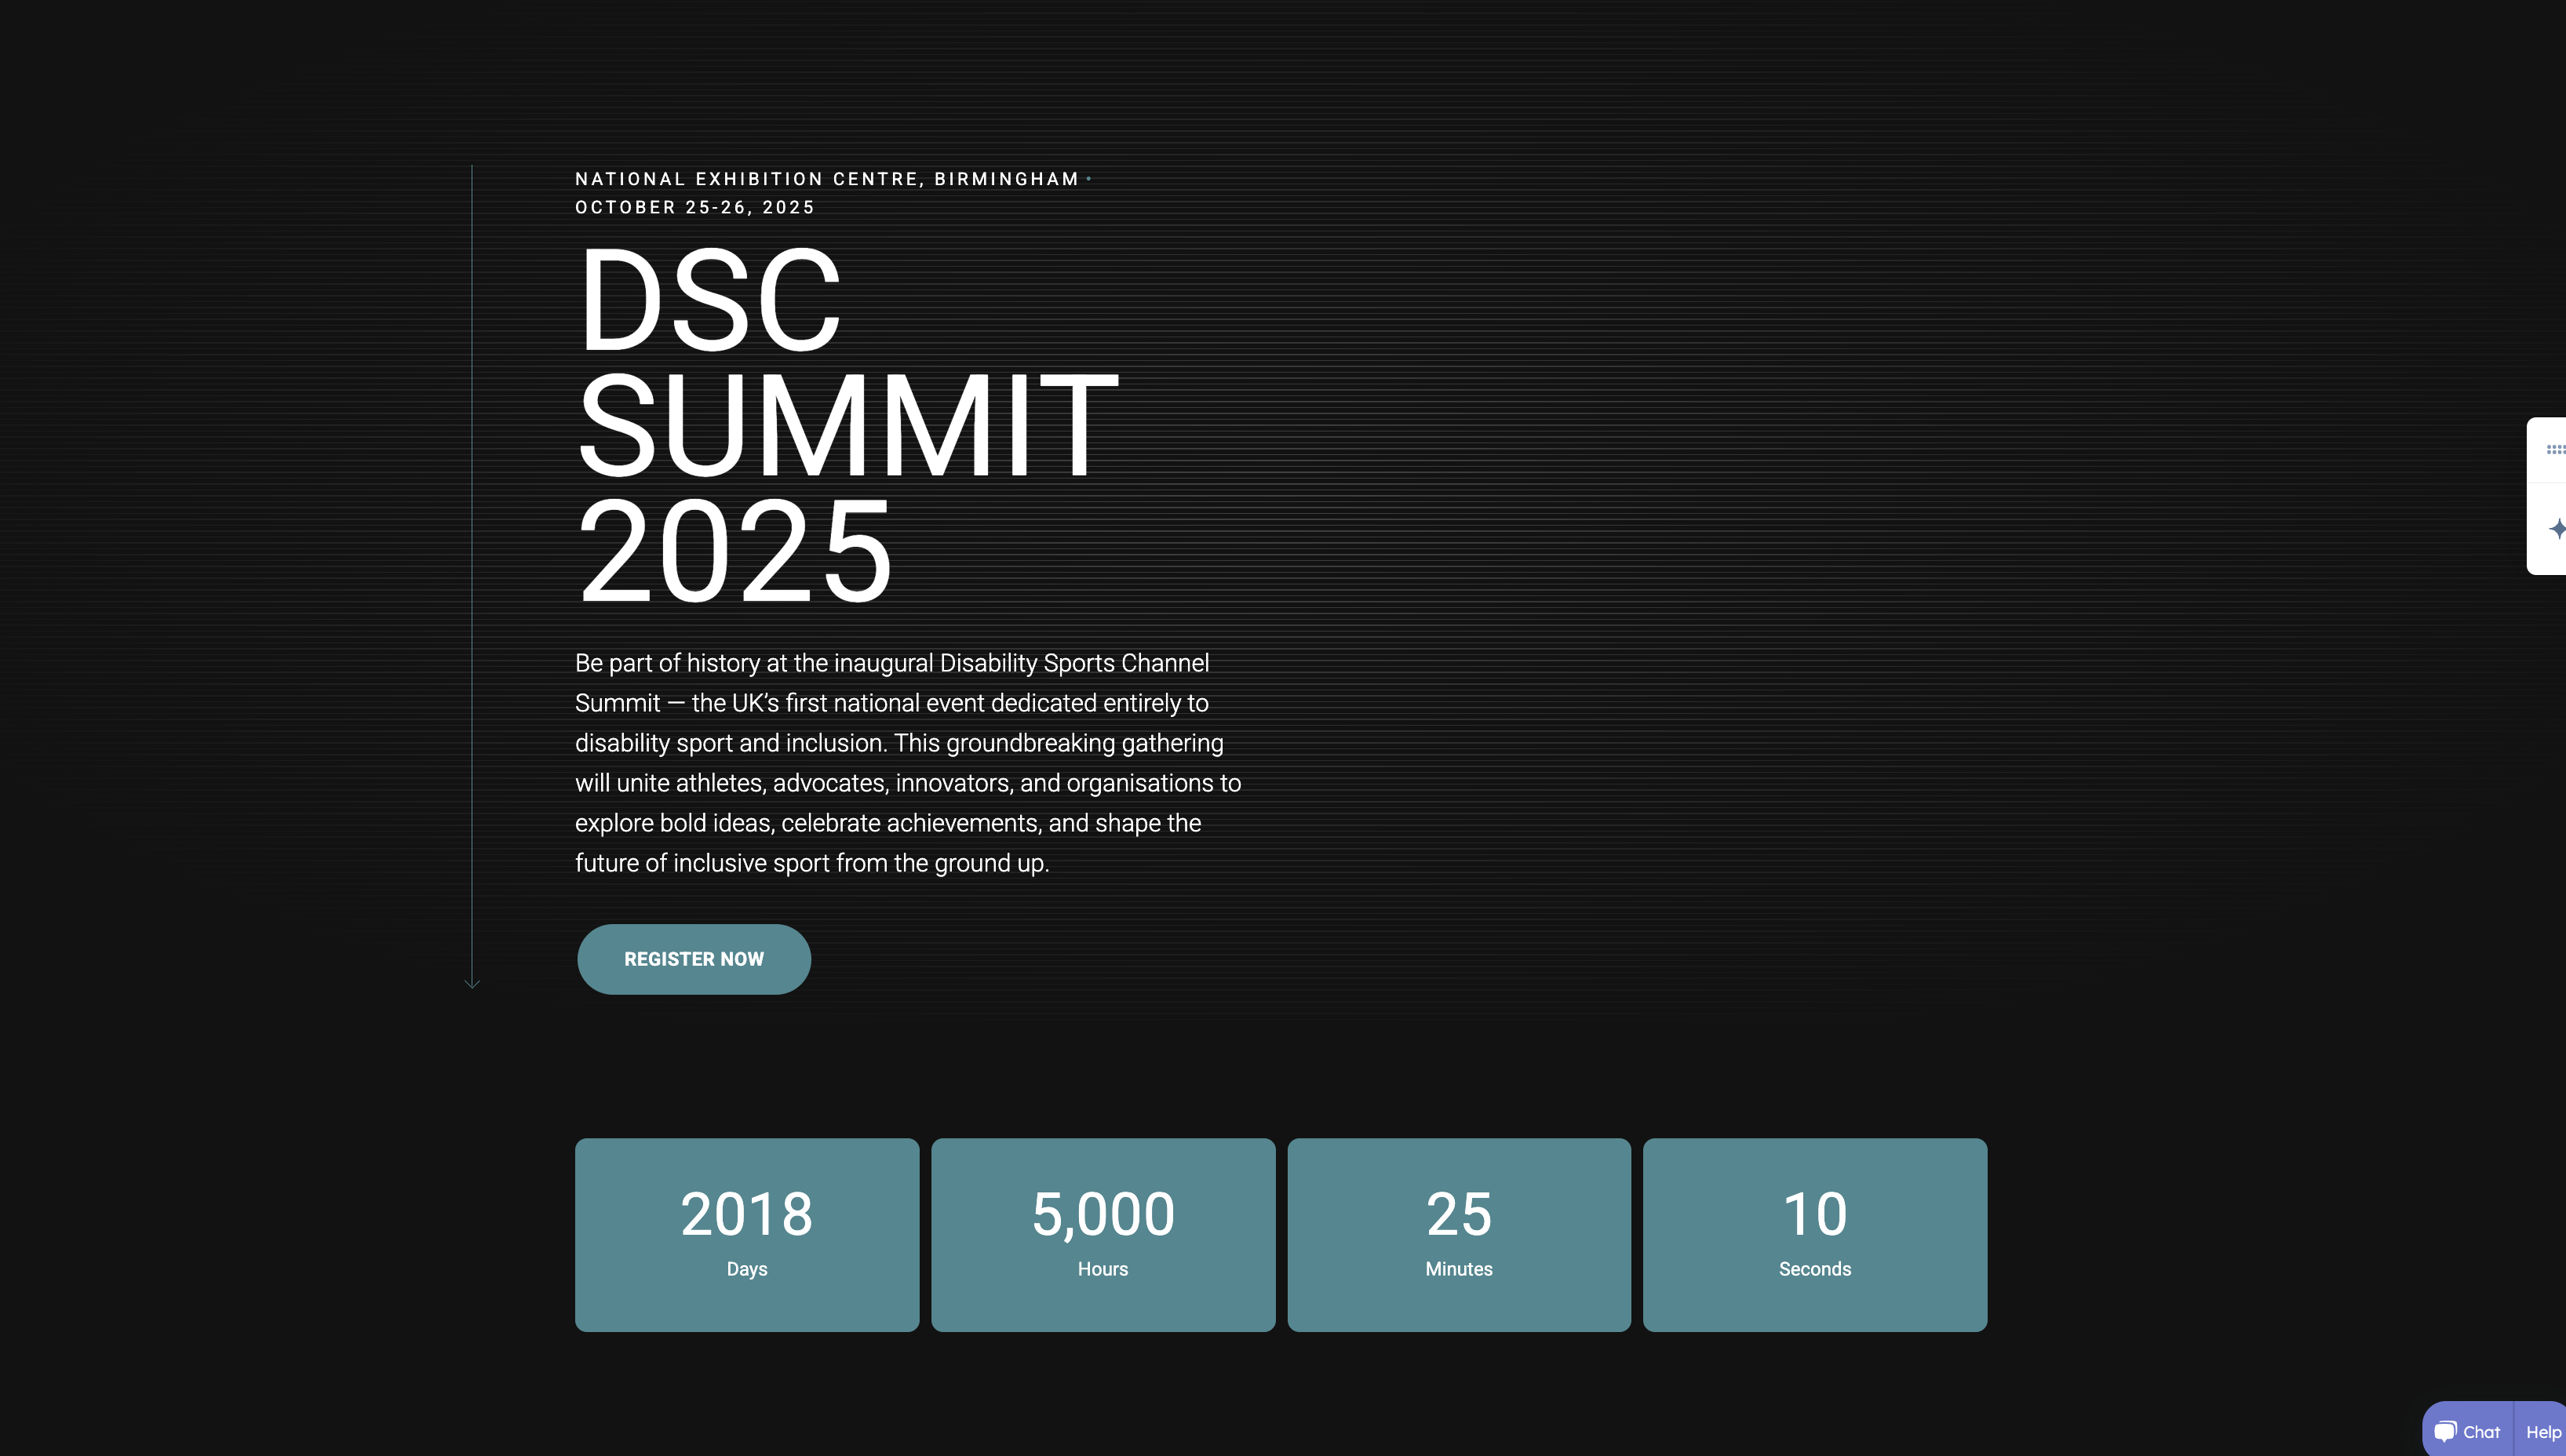 NATIONAL EXHIBITION CENTRE, BIRMINGHAM •
OCTOBER 25-26, 2025
DSC
SUMMIT
2025
Be part of history at the inaugural Disability Sports Channel
Summit — the UK's first national event dedicated entirely to
disability sport and inclusion. This groundbreaking gathering
will unite athletes, advocates, innovators, and organisations to
explore bold ideas, celebrate achievements, and shape the
future of inclusive sport from the ground up.
REGISTER NOW
2018
Days
5,000
Hours
25
Minutes
10
Seconds
Chat
Help